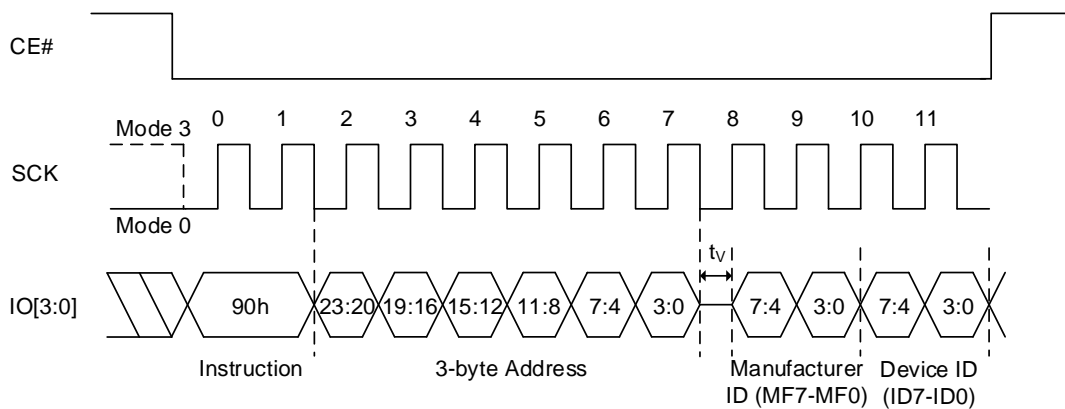 CE#
0 1 2 3 4 5 6 7 8 9 10 11
Mode 3
SCK
Mode 0
tV
IO[3:0] 90h 23:20 19:16 15:12 11:8 7:4 3:0 7:4 3:0 7:4 3:0
Instruction 3-byte Address Manufacturer Device ID
ID (MF7-MF0) (ID7-ID0)